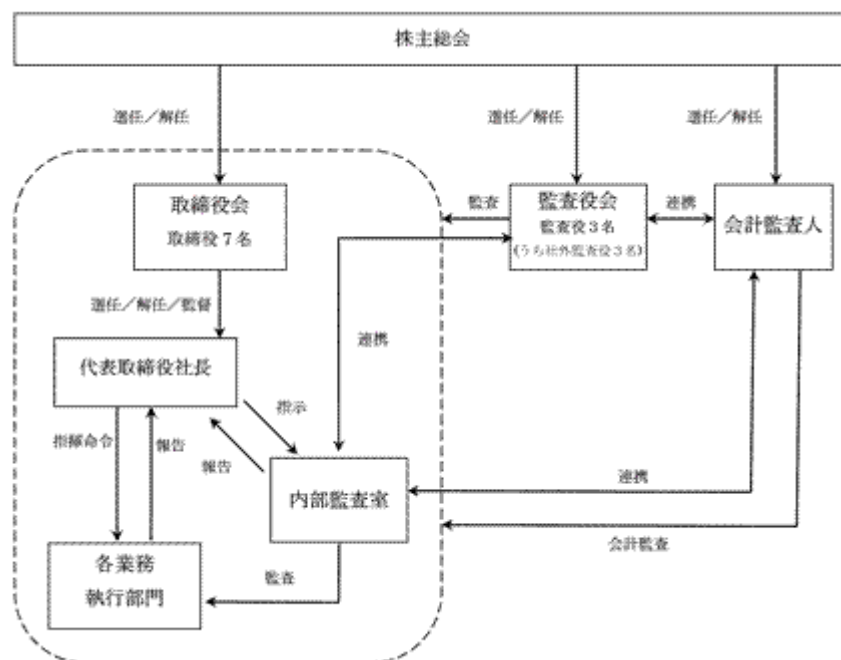 株主総会
選任／解任
選任／解任
選任／解任
取締役会
取締役７名
監査
監査役会
監査役３名
(うち社外監査役３名)
連携
会計監査人
選任／解任／監督
連携
代表取締役社長
指示
指揮命令
報告
報告
内部監査室
連携
会計監査
各業務
執行部門
監査